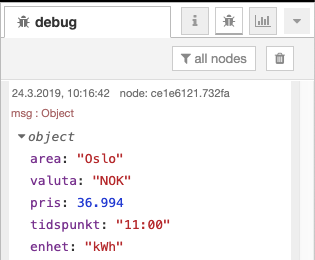 debug
all nodes
24.3.2019, 10:16:42 node: ce1e6121.732fa
msg : Object
object
area: "Oslo"
valuta: "NOK"
pris: 36.994
tidspunkt: "11:00"
enhet: "kWh"